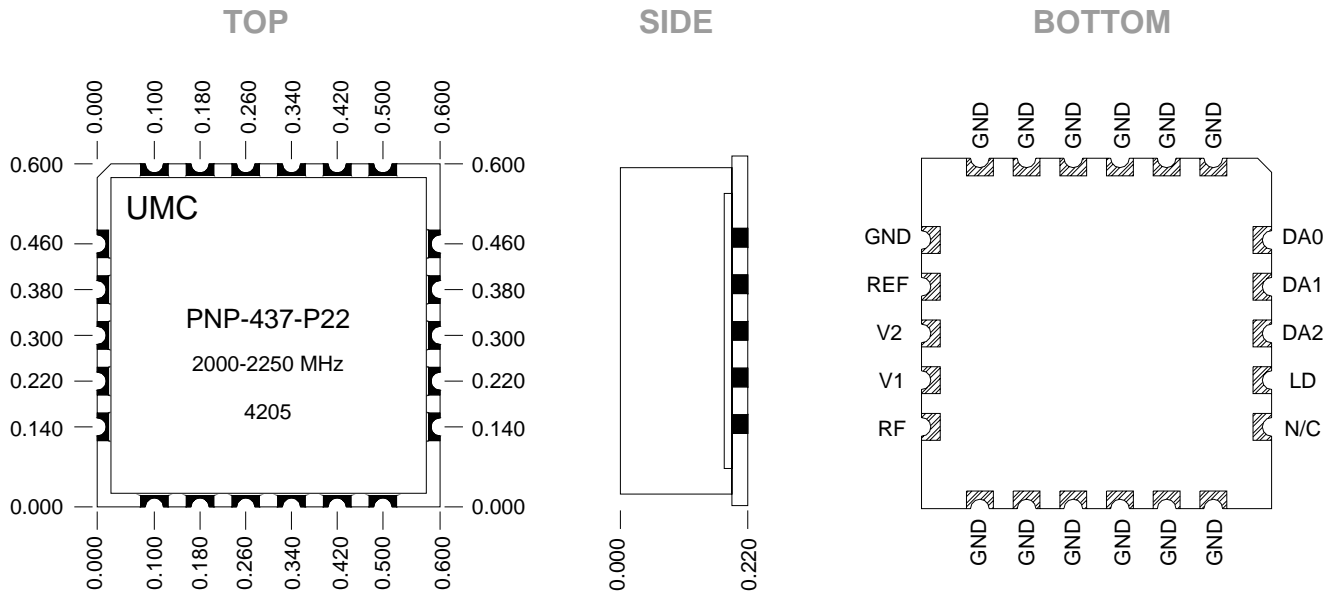 TOP
SIDE
BOTTOM
0.000
0.100
0.180
0.260
0.340
0.420
0.500
0.600
0.600
0.460
0.380
0.300
0.220
0.140
0.000
UMC
PNP-437-P22
2000-2250 MHz
4205
0.600
0.460
0.380
0.300
0.220
0.140
0.000
0.000
0.100
0.180
0.260
0.340
0.420
0.500
0.600
0.000
0.220
GND
GND
GND
GND
GND
GND
GND
REF
V2
V1
RF
DA0
DA1
DA2
LD
N/C
GND
GND
GND
GND
GND
GND